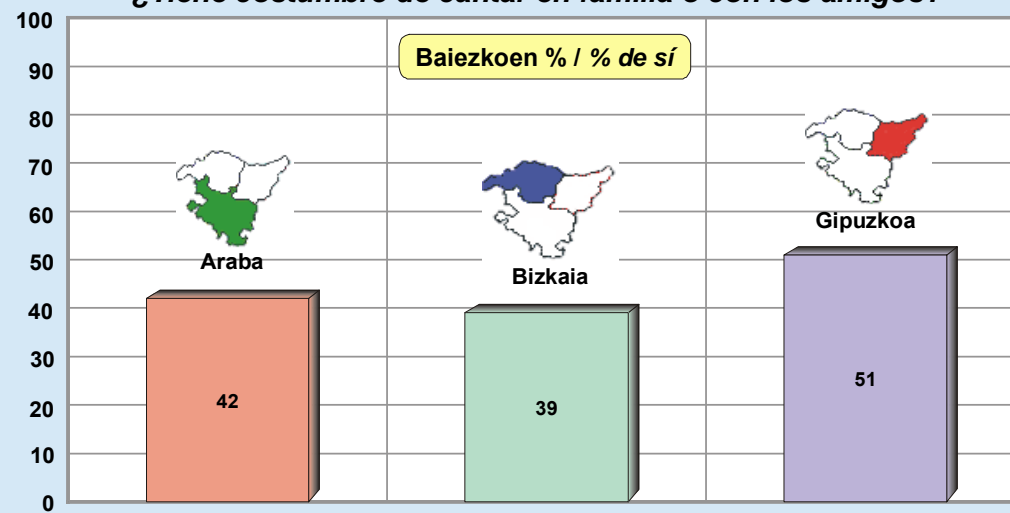 ¿Tiene costumbre de cantar en familia o con los amigos?
100
90
80
70
60
50
40
30
20
10
0
Baiezkoen % / % de sí
Araba
Bizkaia
Gipuzkoa
42
39
51